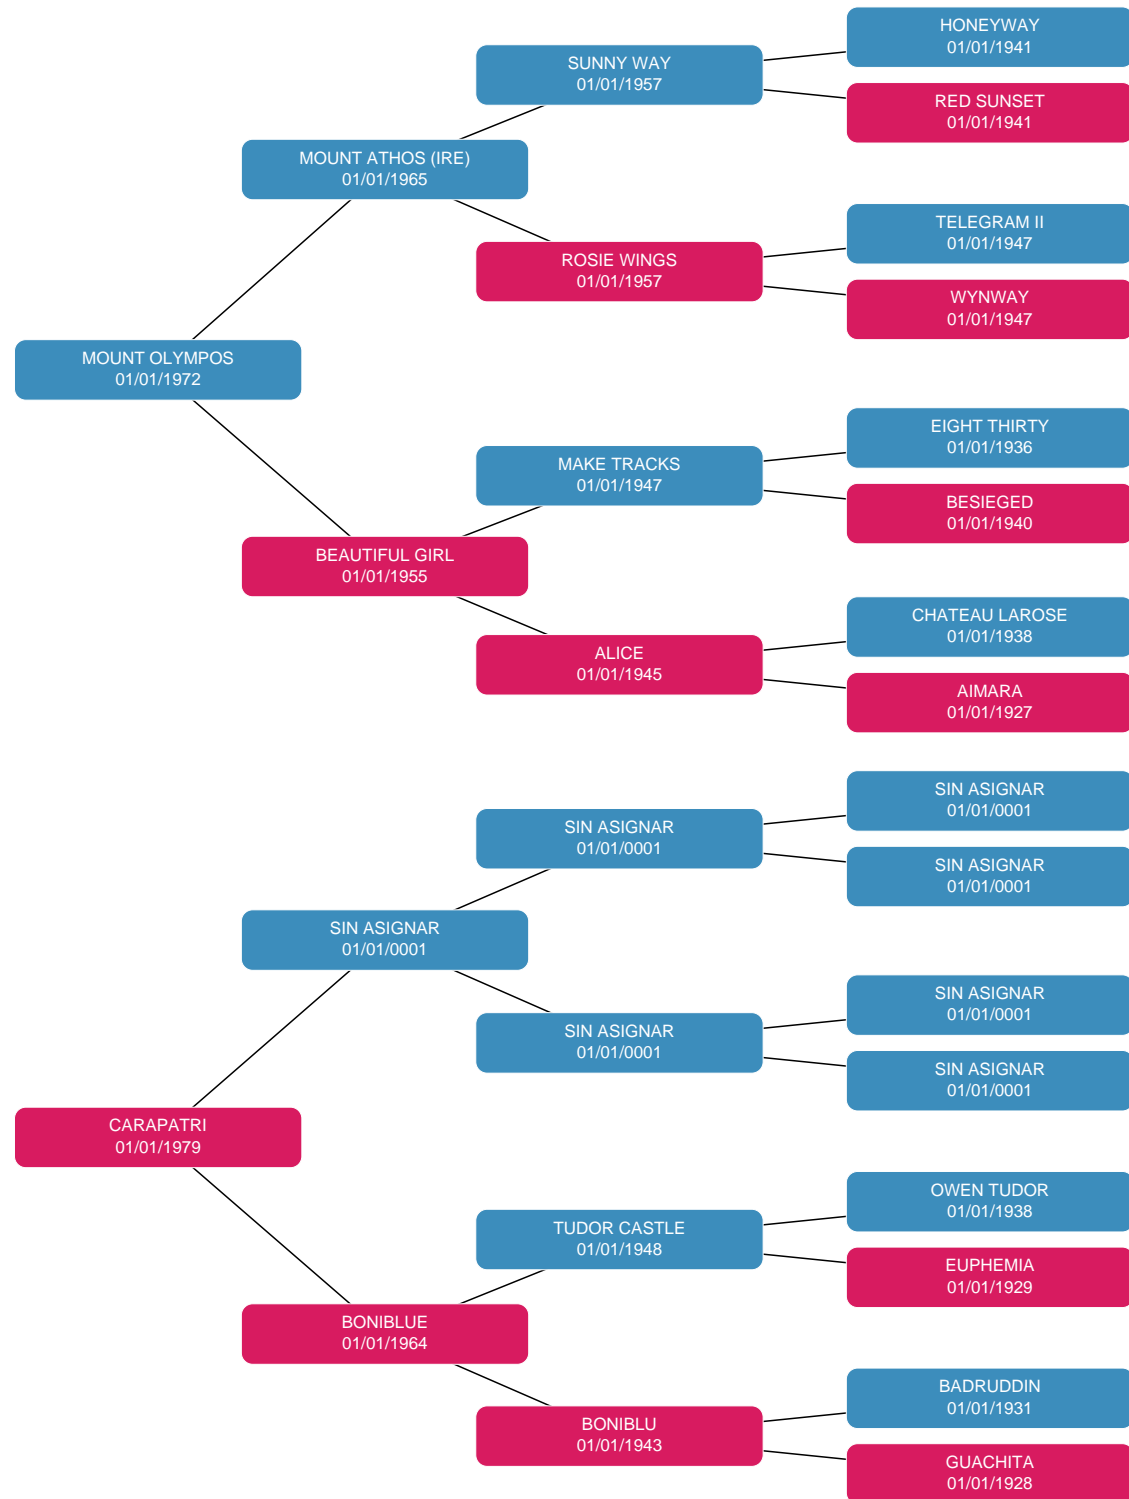 HONEYWAY
01/01/1941
SUNNY WAY
01/01/1957
RED SUNSET
01/01/1941
MOUNT ATHOS (IRE)
01/01/1965
TELEGRAM II
01/01/1947
ROSIE WINGS
01/01/1957
WYNWAY
01/01/1947
MOUNT OLYMPOS
01/01/1972
EIGHT THIRTY
01/01/1936
MAKE TRACKS
01/01/1947
BESIEGED
01/01/1940
BEAUTIFUL GIRL
01/01/1955
CHATEAU LAROSE
01/01/1938
ALICE
01/01/1945
AIMARA
01/01/1927
SIN ASIGNAR
01/01/0001
SIN ASIGNAR
01/01/0001
SIN ASIGNAR
01/01/0001
SIN ASIGNAR
01/01/0001
SIN ASIGNAR
01/01/0001
SIN ASIGNAR
01/01/0001
SIN ASIGNAR
01/01/0001
CARAPATRI
01/01/1979
OWEN TUDOR
01/01/1938
TUDOR CASTLE
01/01/1948
EUPHEMIA
01/01/1929
BONIBLUE
01/01/1964
BADRUDDIN
01/01/1931
BONIBLU
01/01/1943
GUACHITA
01/01/1928